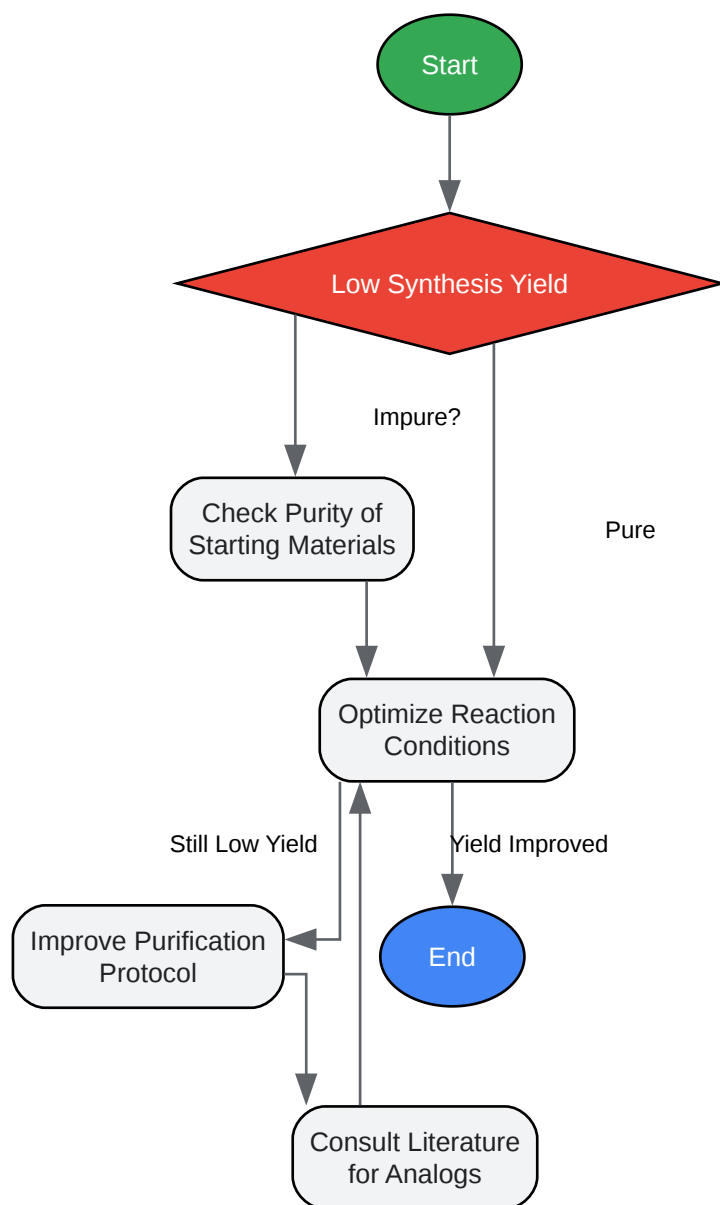 Start
Low Synthesis Yield
Impure?
Check Purity of
Starting Materials
Pure
Optimize Reaction
Conditions
Still Low Yield
Yield Improved
Improve Purification
Protocol
End
Consult Literature
for Analogs